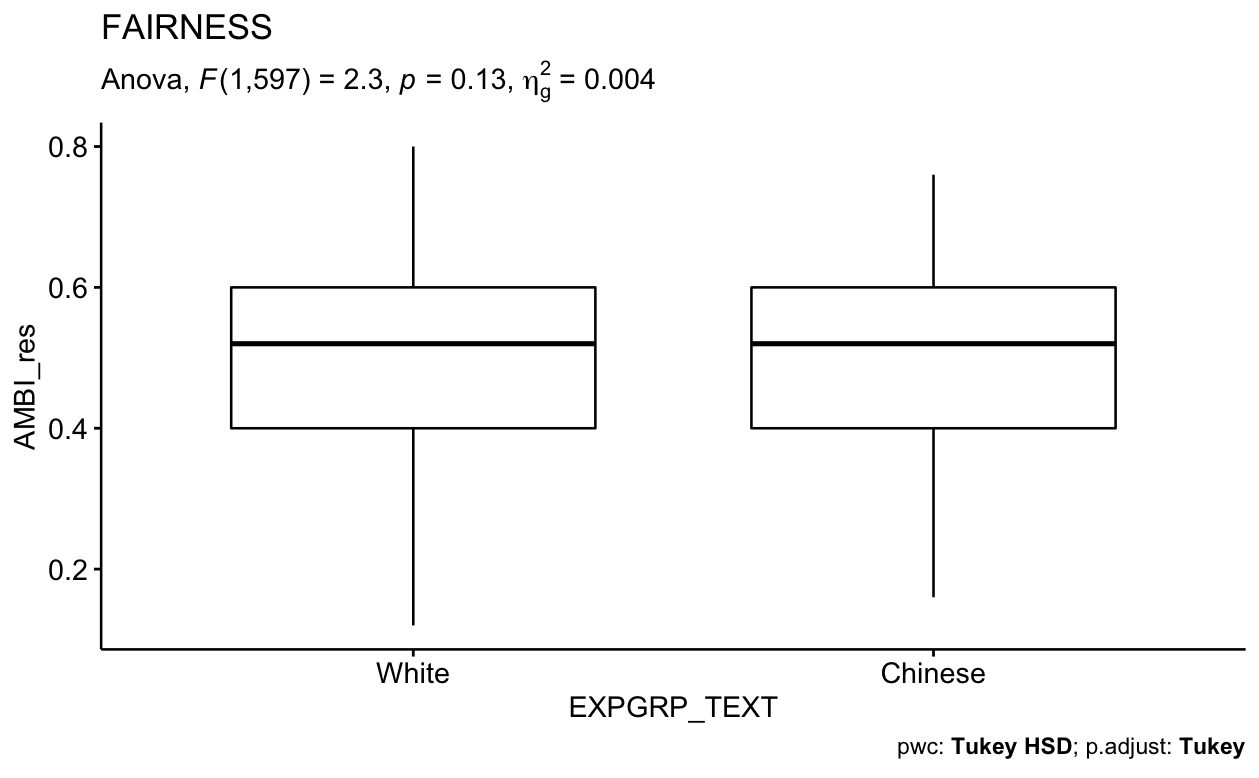 FAIRNESS
Anova, F(1,597) = 2.3, p = 0.13, η²g = 0.004
0.8
0.6
0.4
0.2
AMBI_res
White Chinese
EXPGRP_TEXT
pwc: Tukey HSD; p.adjust: Tukey